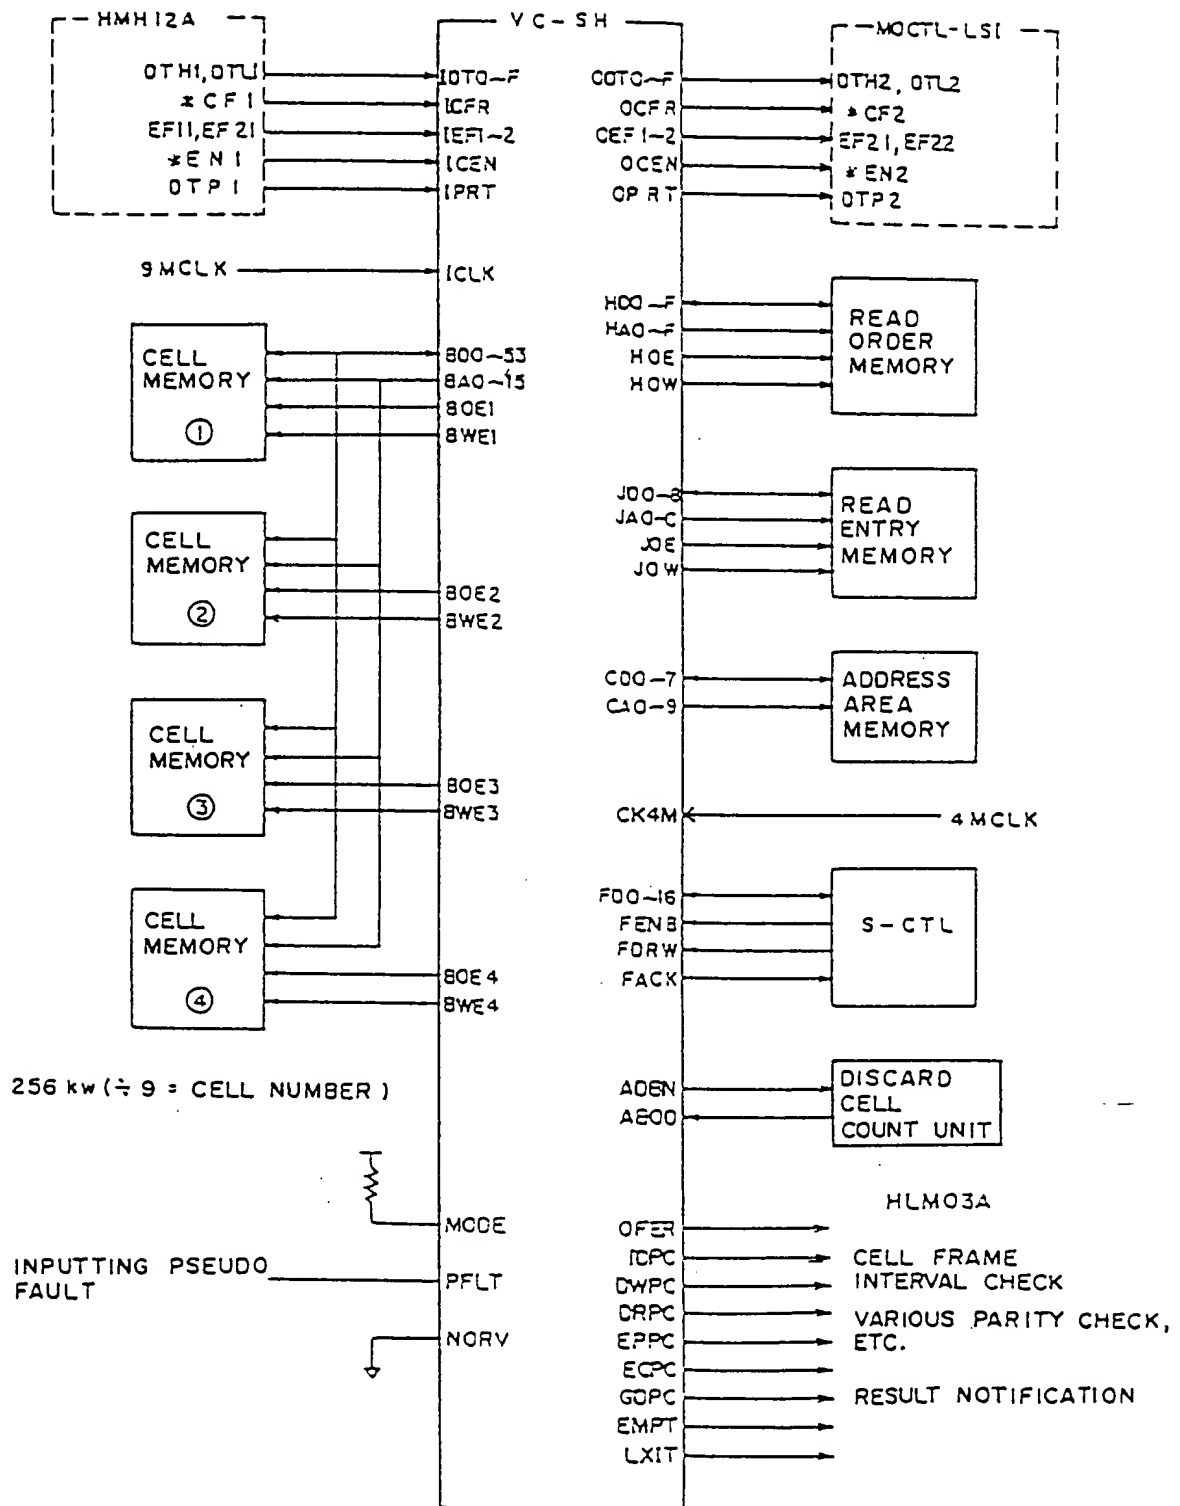 HMH12A
VC-SH
MOCTL-LSI
OTH1, OTL1
*CF1
EF11, EF21
*EN1
OTP1
IDTO~F
ICFR
IEF1-2
ICEN
IPRT
ODTO~F
OCFR
OEF1-2
OCEN
OPRT
OTH2, OTL2
*CF2
EF21, EF22
*EN2
OTP2
9MCLK
ICLK
CELL MEMORY
①
BDO~53
BAO~15
BOE1
BWE1
HDO~F
HAO~F
HOE
HOW
READ
ORDER
MEMORY
CELL
MEMORY
②
BOE2
BWE2
JDO-8
JAO-C
JOE
JOW
READ
ENTRY
MEMORY
CELL
MEMORY
③
BOE3
BWE3
CDO-7
CAO-9
ADDRESS
AREA
MEMORY
CK4M
4MCLK
CELL
MEMORY
④
BOE4
BWE4
FDO~16
FENB
FDRW
FACK
S-CTL
256 kw (÷ 9 = CELL NUMBER)
ADEN
DISCARD
CELL
COUNT UNIT
MODE
INPUTTING PSEUDO
FAULT
PFLT
NORV
HLM03A
OFER
IDPC
DWPC
DRPC
EPPC
ECPC
GDPC
EMPT
LXIT
CELL FRAME
INTERVAL CHECK
VARIOUS PARITY CHECK,
ETC.
RESULT NOTIFICATION